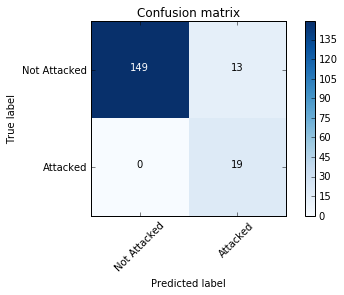 Confusion matrix
True label
Not Attacked
149
13
Attacked
0
19
Not Attacked
Attacked
Predicted label
135
120
105
90
75
60
45
30
15
0